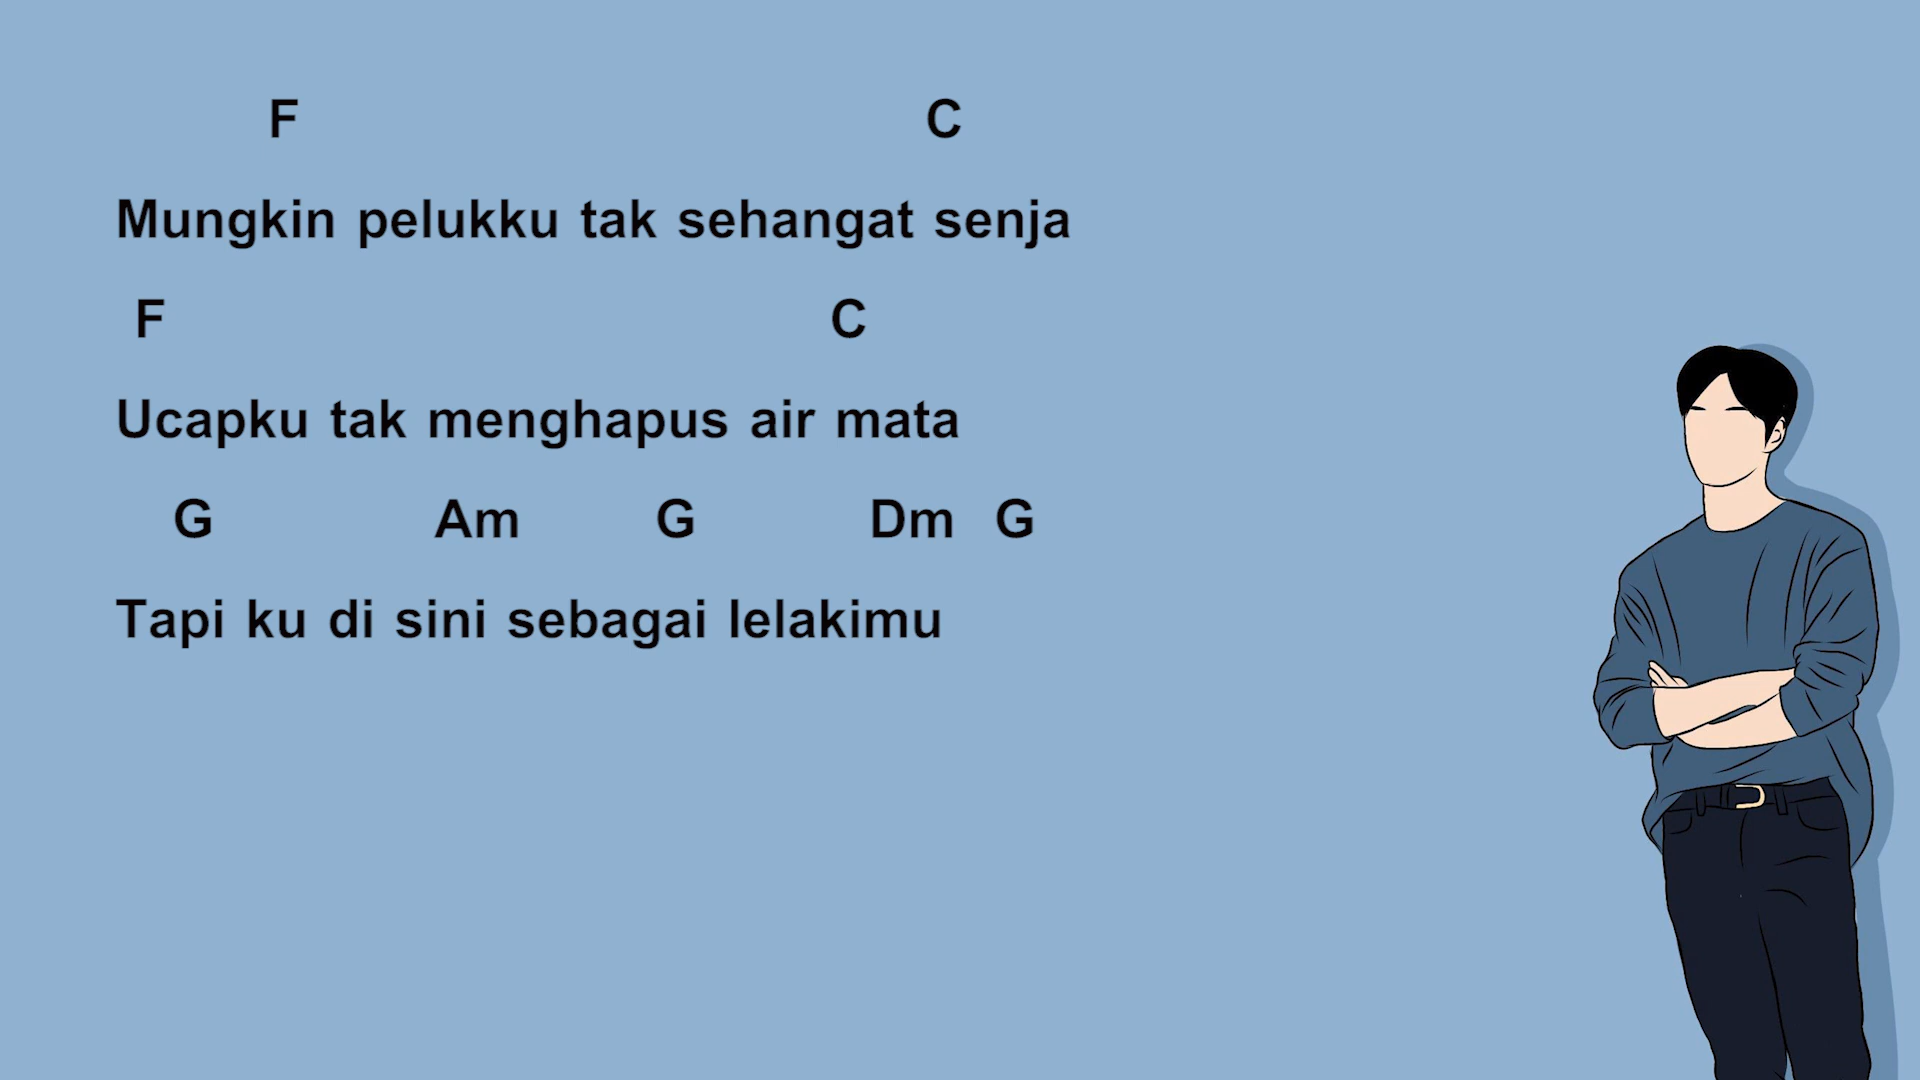 F C
Mungkin pelukku tak sehangat senja
F C
Ucapku tak menghapus air mata
G Am G Dm G
Tapi ku di sini sebagai lelakimu